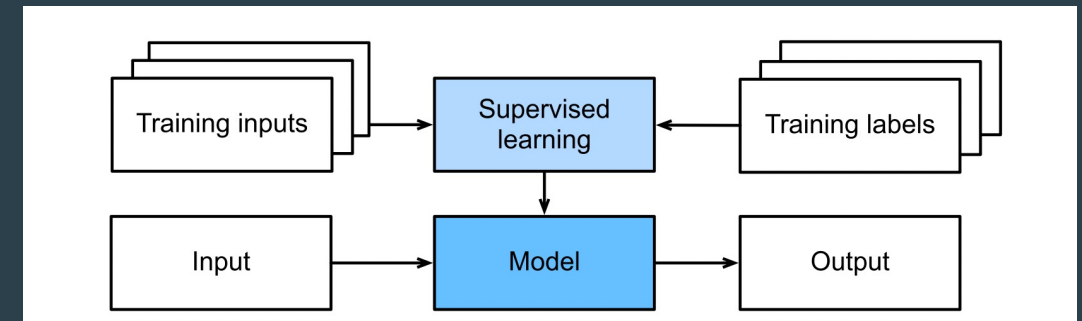 Training inputs
Supervised
learning
Training labels
Input
Model
Output